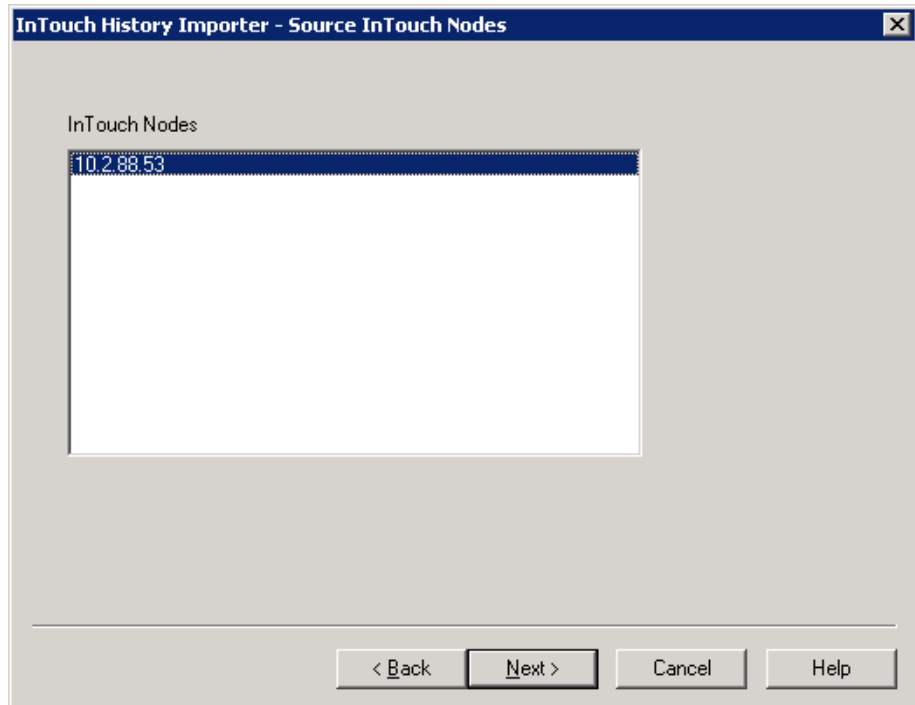 InTouch History Importer - Source InTouch Nodes
InTouch Nodes
10.2.88.53
< Back Next > Cancel Help